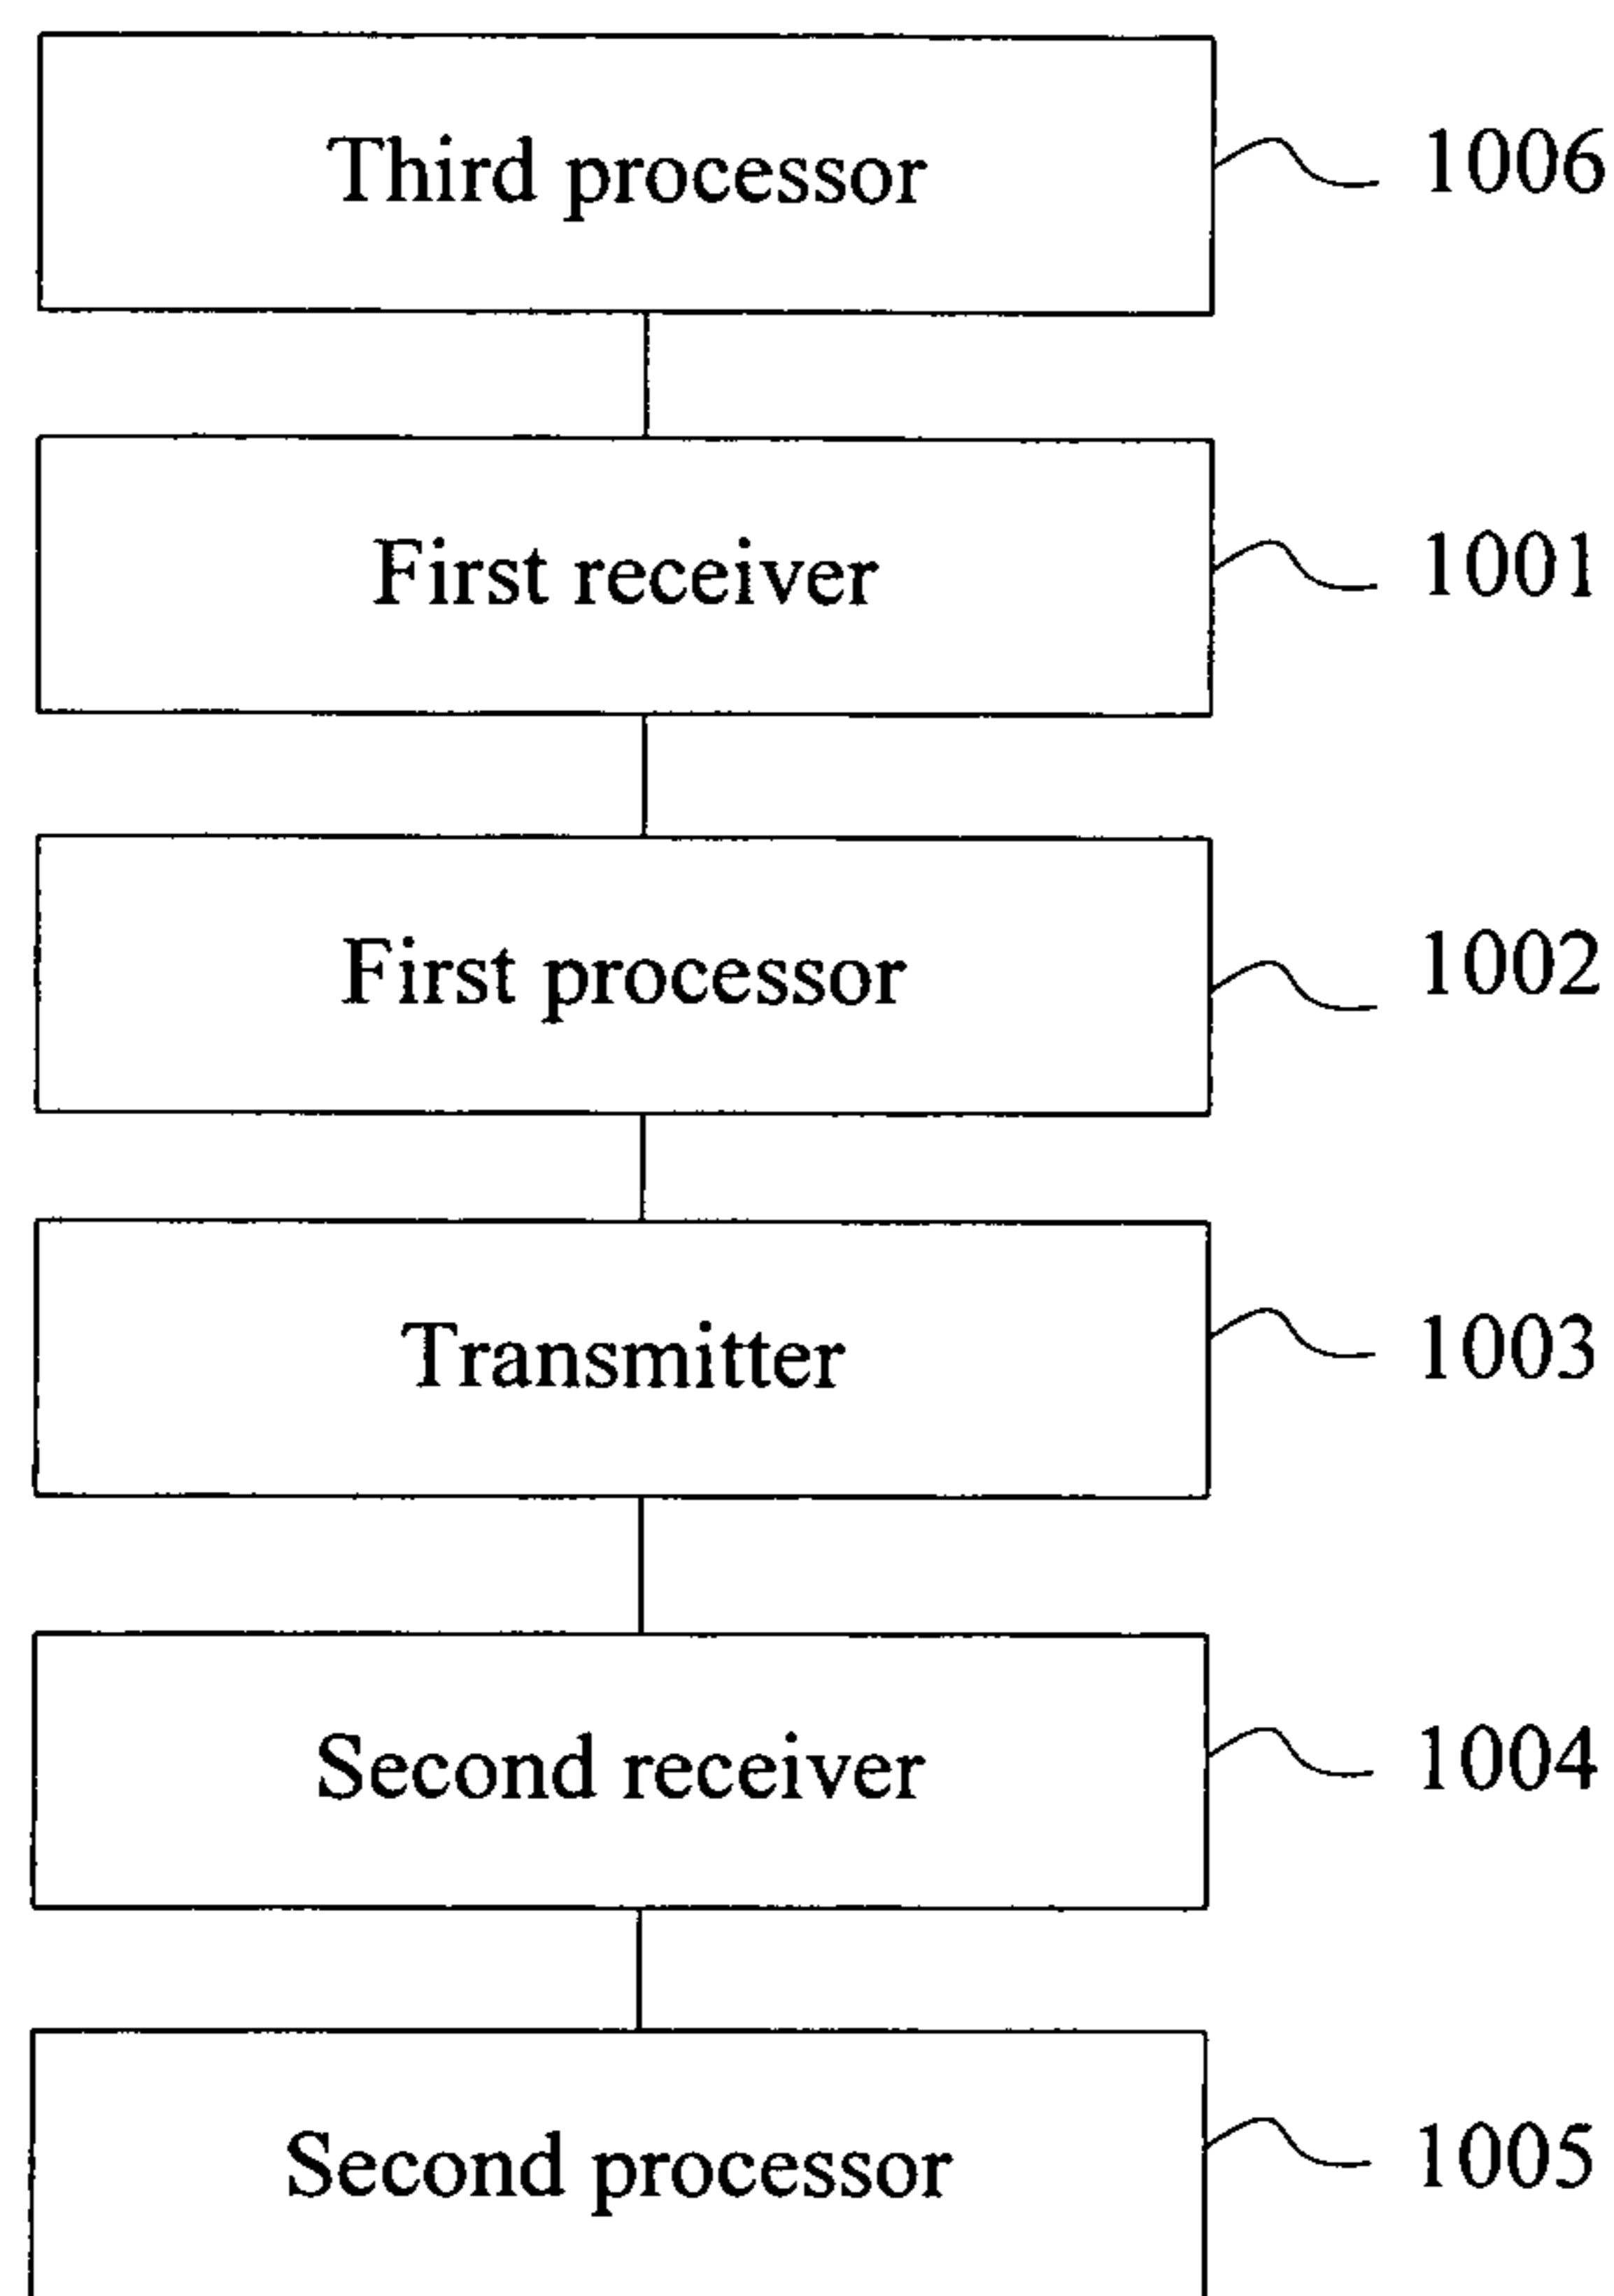 Third processor 1006
First receiver 1001
First processor 1002
Transmitter 1003
Second receiver 1004
Second processor 1005